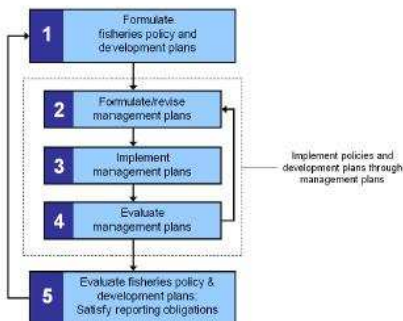 1
Formulate
fisheries policy and
development plans
2
Formulate/revise
management plans
3
Implement
management plans
4
Evaluate
management plans
Implement policies and
development plans through
management plans
5
Evaluate fisheries policy &
development plans;
Satisfy reporting obligations